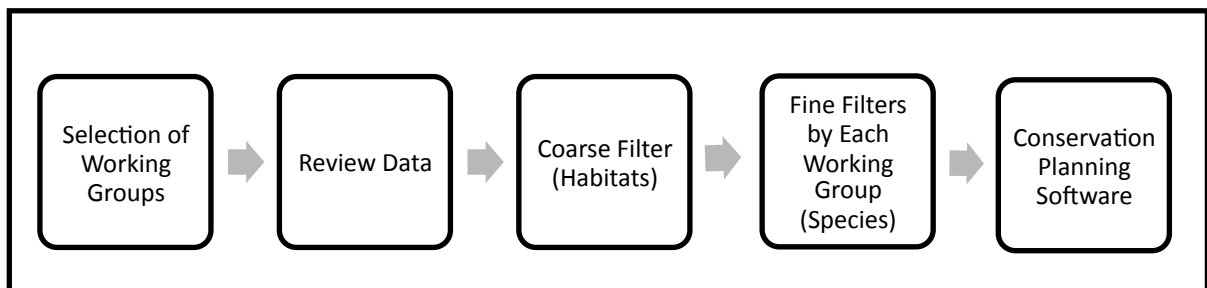 Selection of
Working
Groups
Review Data
Coarse Filter
(Habitats)
Fine Filters
by Each
Working
Group
(Species)
Conservation
Planning
Software